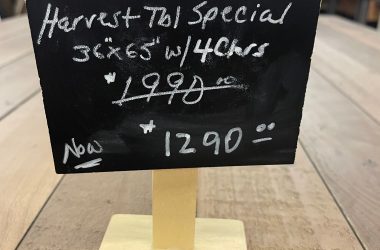 Harvest Tbl Special
36"x65" w/4Chrs
*1990.00
Now *1290.00